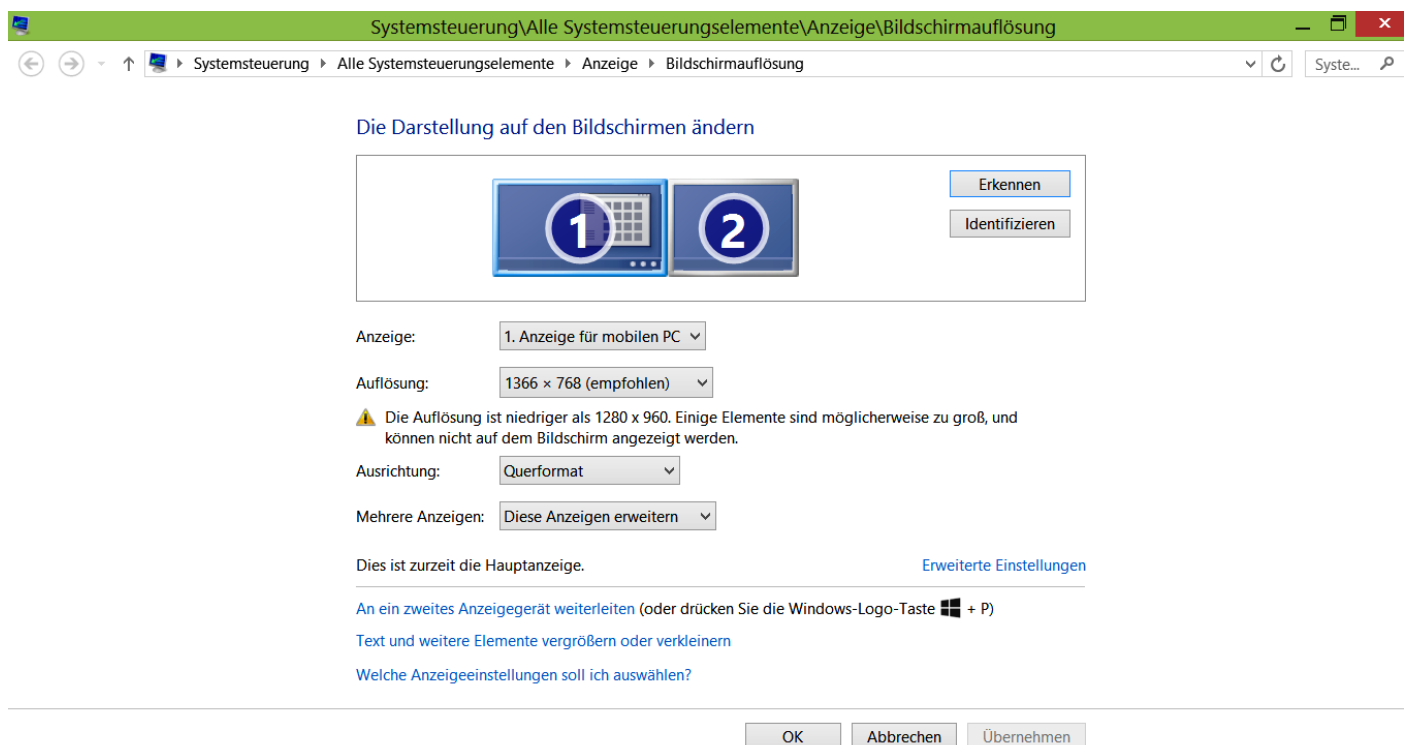 Systemsteuerung\Alle Systemsteuerungselemente\Anzeige\Bildschirmauflösung
Systemsteuerung Alle Systemsteuerungselemente Anzeige Bildschirmauflösung Syste...
Die Darstellung auf den Bildschirmen ändern
1 2
Erkennen
Identifizieren
Anzeige: 1. Anzeige für mobilen PC
Auflösung: 1366 × 768 (empfohlen)
Die Auflösung ist niedriger als 1280 x 960. Einige Elemente sind möglicherweise zu groß, und
können nicht auf dem Bildschirm angezeigt werden.
Ausrichtung: Querformat
Mehrere Anzeigen: Diese Anzeigen erweitern
Dies ist zurzeit die Hauptanzeige. Erweiterte Einstellungen
An ein zweites Anzeigegerät weiterleiten (oder drücken Sie die Windows-Logo-Taste + P)
Text und weitere Elemente vergrößern oder verkleinern
Welche Anzeigeeinstellungen soll ich auswählen?
OK Abbrechen Übernehmen